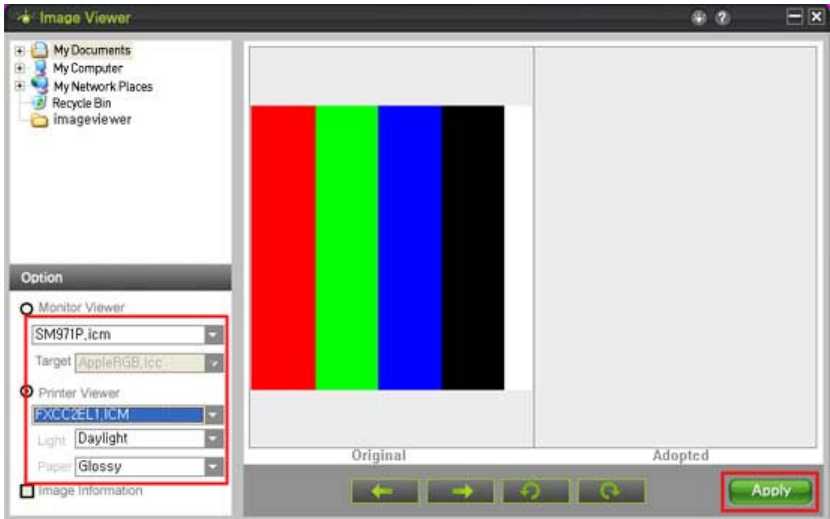 Image Viewer
My Documents
My Computer
My Network Places
Recycle Bin
imageviewer
Option
Monitor Viewer
SM971P.icm
Target AppleRGB.icc
Printer Viewer
FXCC2EL1.ICM
Light Daylight
Paper Glossy
Image Information
Original Adopted
Apply